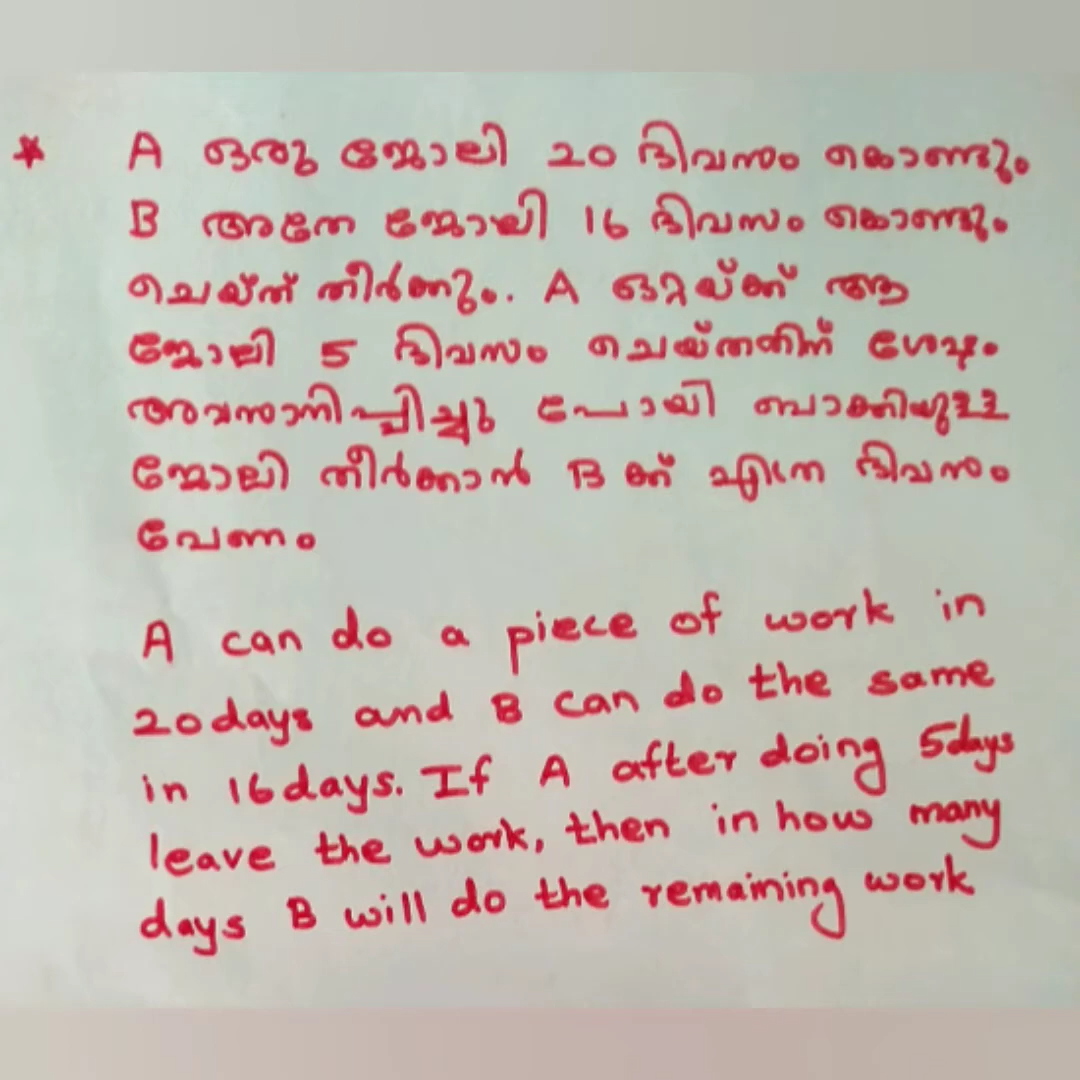 * A ഒരു ജോലി 20 ദിവസം കൊണ്ടും
B അതേ ജോലി 16 ദിവസം കൊണ്ടും
ചെയ്ത് തീർക്കും. A ഒറ്റയ്ക്ക് ആ
ജോലി 5 ദിവസം ചെയ്തതിന് ശേഷം
അവസാനിപ്പിച്ചു പോയി ബാക്കിയുള്ള
ജോലി തീർക്കാൻ B ക്ക് എത്ര ദിവസം
വേണം
A can do a piece of work in
20days and B can do the same
in 16days. If A after doing 5days
leave the work, then in how many
days B will do the remaining work